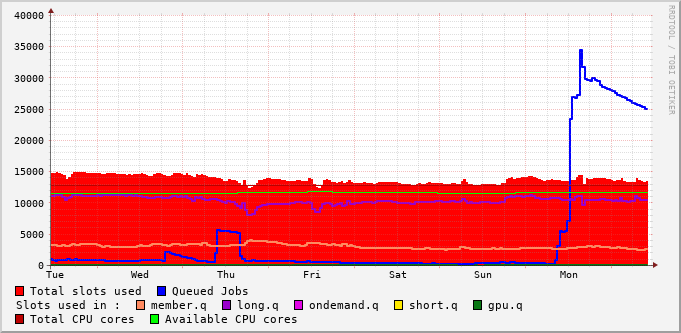 RRDTOOL / TOBI OETIKER
40000
35000
30000
25000
20000
15000
10000
5000
0
Tue Wed Thu Fri Sat Sun Mon
Total slots used Queued Jobs
Slots used in : member.q long.q ondemand.q short.q gpu.q
Total CPU cores Available CPU cores